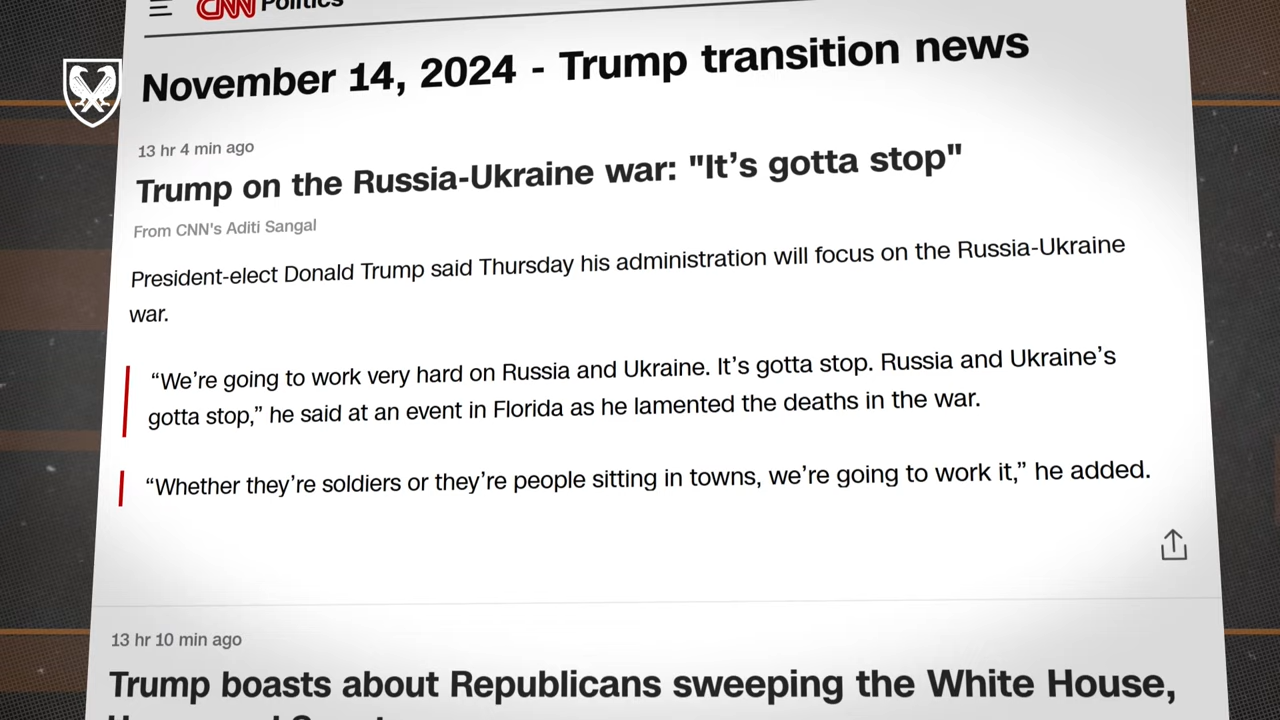 CNN Politics
November 14, 2024 - Trump transition news
13 hr 4 min ago
Trump on the Russia-Ukraine war: "It’s gotta stop"
From CNN's Aditi Sangal
President-elect Donald Trump said Thursday his administration will focus on the Russia-Ukraine
war.
“We’re going to work very hard on Russia and Ukraine. It’s gotta stop. Russia and Ukraine’s
gotta stop,” he said at an event in Florida as he lamented the deaths in the war.
“Whether they’re soldiers or they’re people sitting in towns, we’re going to work it,” he added.
13 hr 10 min ago
Trump boasts about Republicans sweeping the White House,